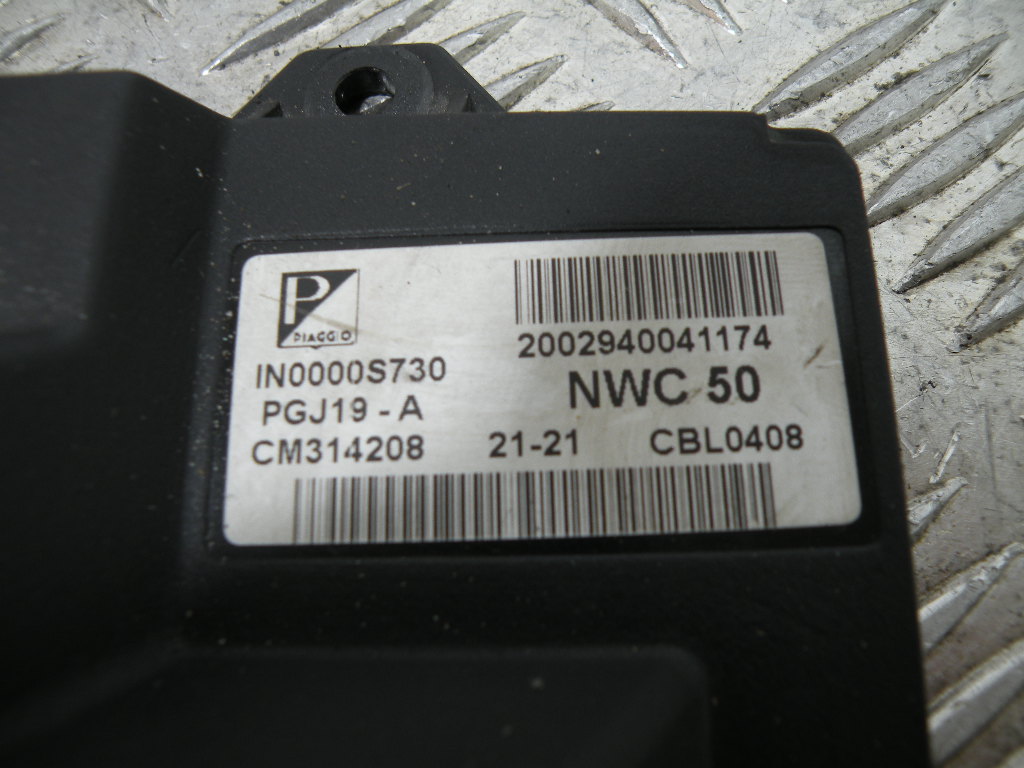 P
PIAGGIO
2002940041174
IN0000S730
NWC 50
PGJ19 - A
CM314208 21-21 CBL0408